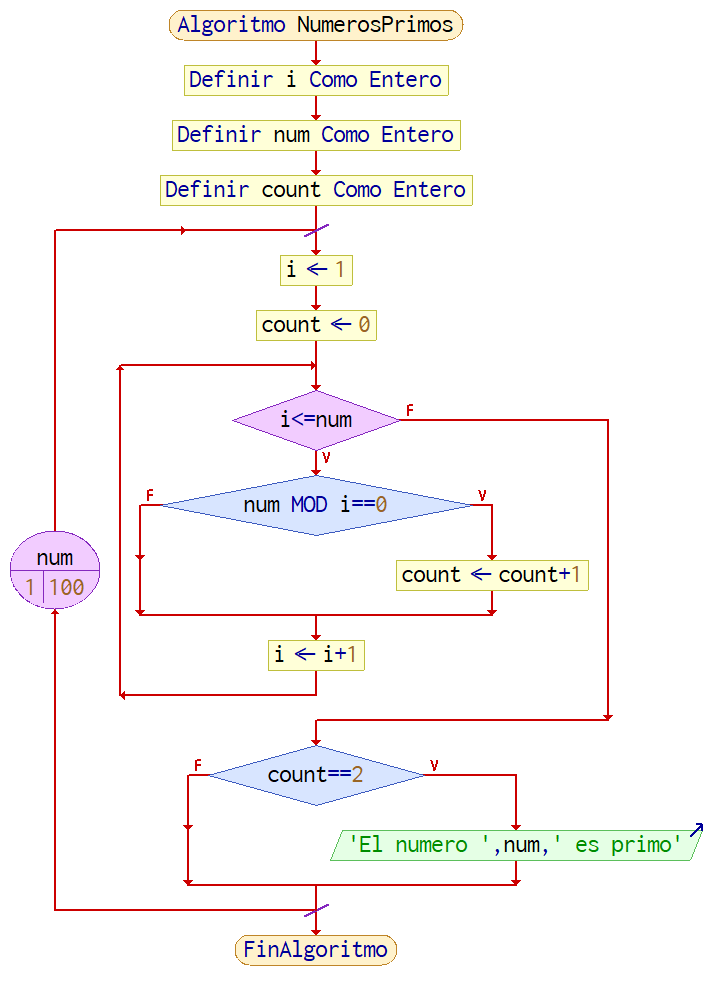 Algoritmo NumerosPrimos
Definir i Como Entero
Definir num Como Entero
Definir count Como Entero
i ← 1
count ← 0
i<=num
F
V
num MOD i==0
F
V
count ← count+1
num
1 100
i ← i+1
count==2
F
V
'El numero ',num,' es primo'
FinAlgoritmo